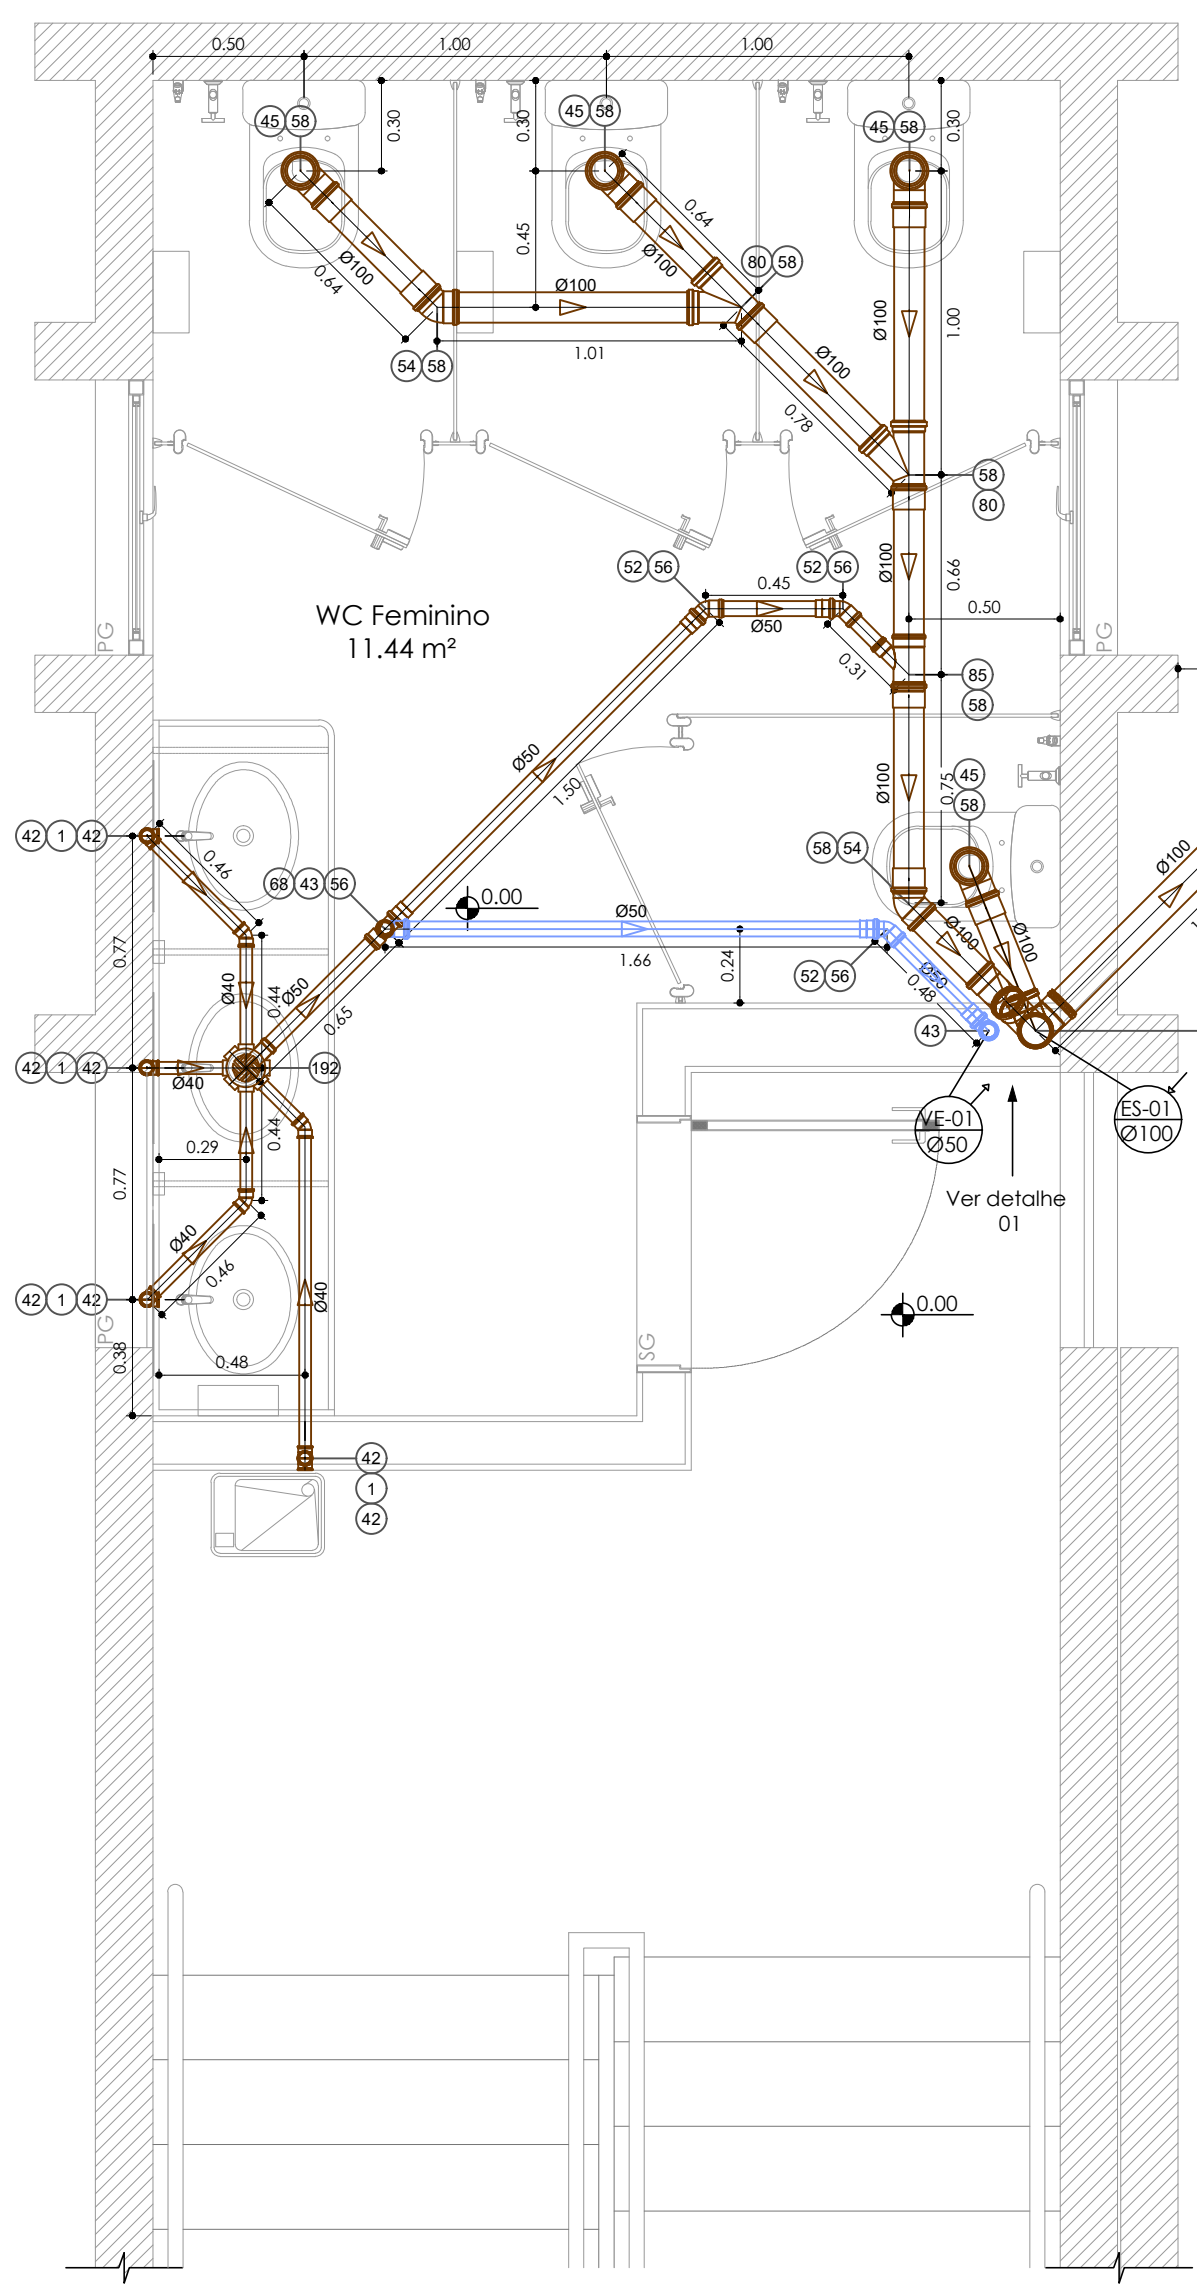 0.50
1.00
1.00
45 58
0.30
0.30
45 58
45 58
0.30
0.64
Ø100
0.64
0.45
Ø100
80 58
Ø100
1.01
54 58
Ø100
0.78
Ø100
1.00
58
80
52 56
0.45
52 56
Ø50
0.31
Ø100
0.66
0.50
WC Feminino
11.44 m²
PG
PG
85
58
Ø50
1.50
Ø100
0.75
45
58
58 54
42 1 42
0.46
68 43 56
0.00
Ø50
1.66
0.24
52 56
Ø50
0.48
Ø100
Ø100
Ø100
0.77
Ø40
0.44
Ø50
0.65
43
42 1 42
Ø40
192
VE-01
Ø50
ES-01
Ø100
0.29
0.44
0.77
Ver detalhe
01
Ø40
0.46
42 1 42
Ø40
0.00
PG
0.38
0.48
SG
42
1
42